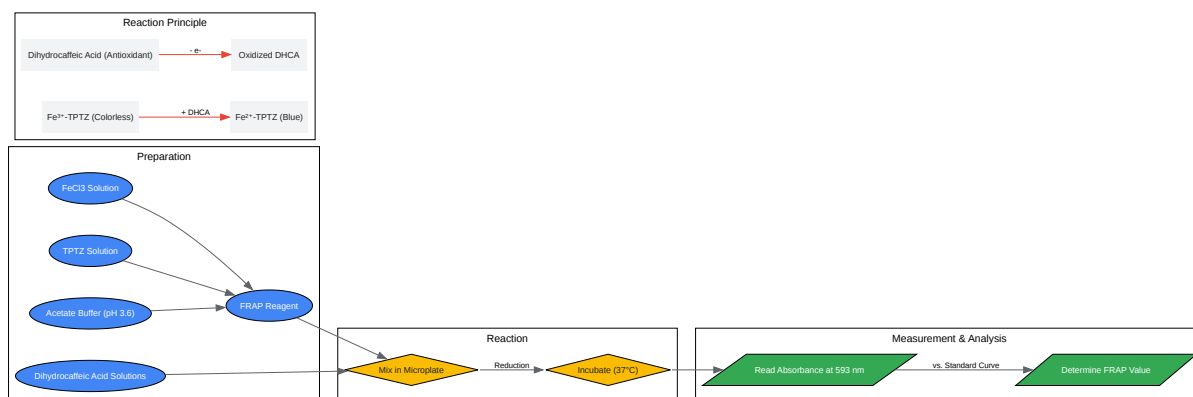 Reaction Principle
Dihydrocaffeic Acid (Antioxidant)
- e-
Oxidized DHCA
Fe³⁺-TPTZ (Colorless)
+ DHCA
Fe²⁺-TPTZ (Blue)
Preparation
FeCl3 Solution
TPTZ Solution
Acetate Buffer (pH 3.6)
FRAP Reagent
Dihydrocaffeic Acid Solutions
Reaction
Mix in Microplate
Reduction
Incubate (37°C)
Measurement & Analysis
Read Absorbance at 593 nm
vs. Standard Curve
Determine FRAP Value